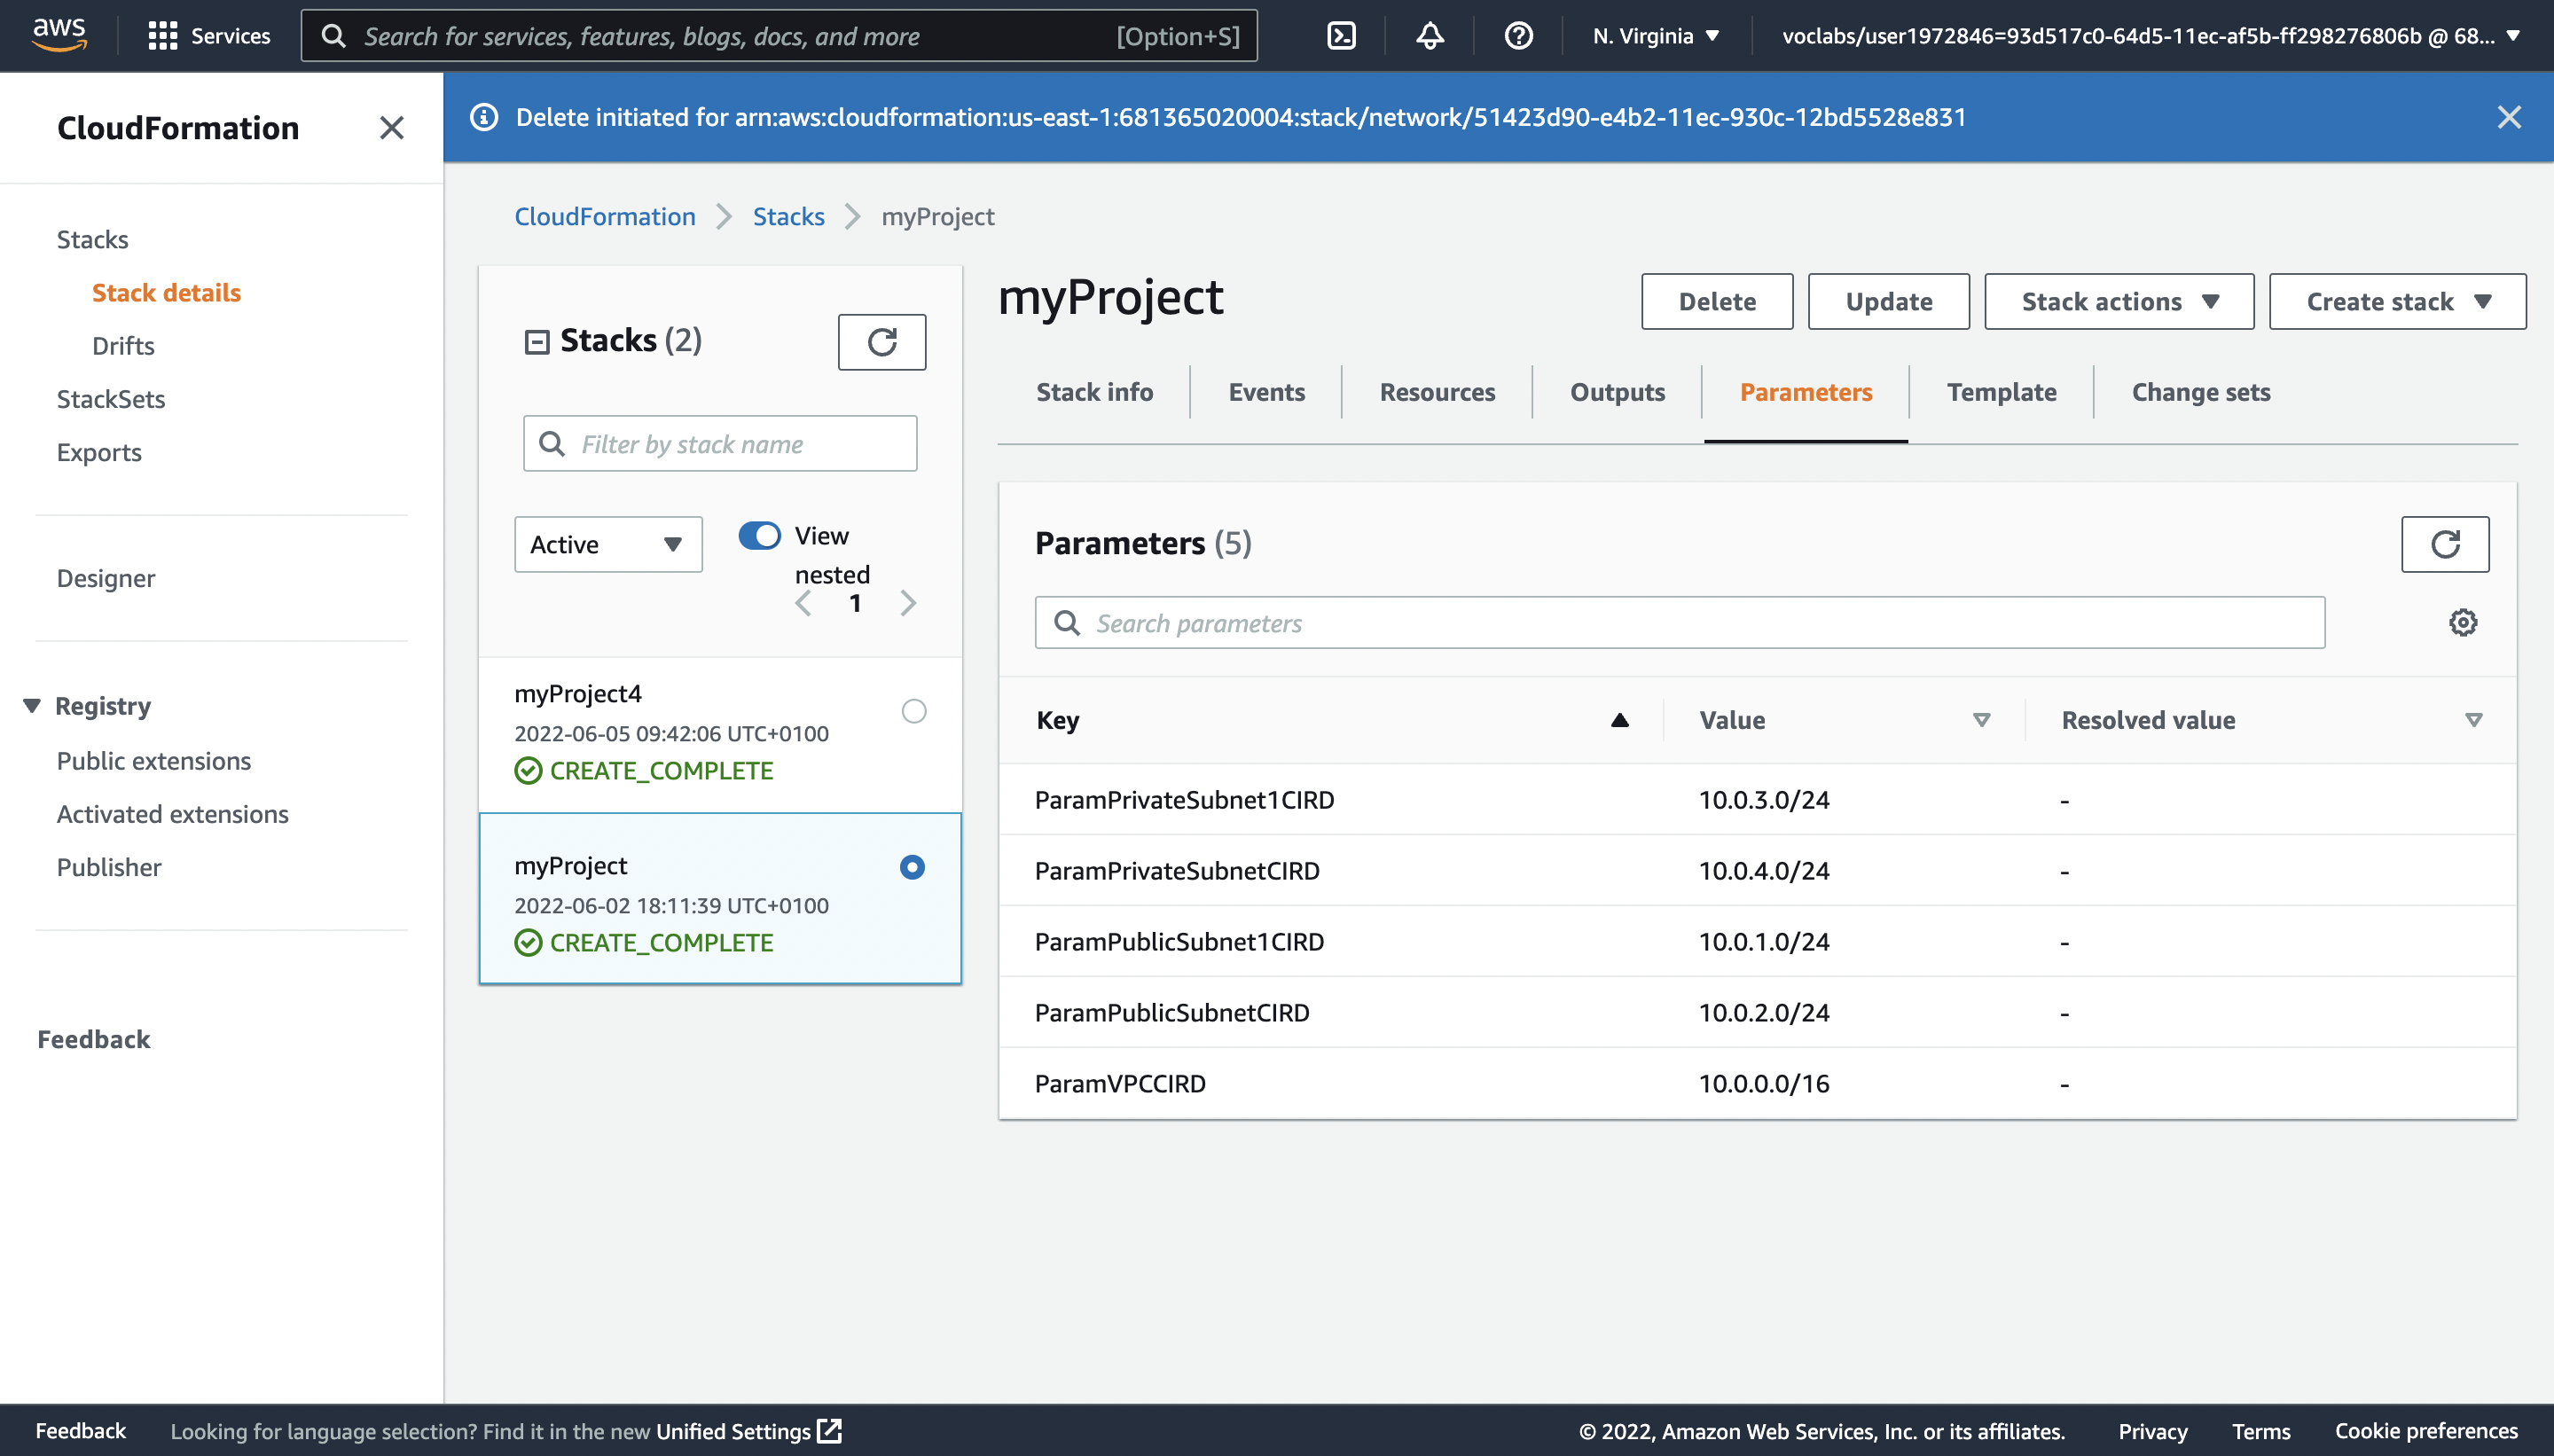 aws
Services
Search for services, features, blogs, docs, and more
[Option+S]
N. Virginia
voclabs/user1972846=93d517c0-64d5-11ec-af5b-ff298276806b @ 68...
CloudFormation
Delete initiated for arn:aws:cloudformation:us-east-1:681365020004:stack/network/51423d90-e4b2-11ec-930c-12bd5528e831
Stacks
Stack details
Drifts
StackSets
Exports
Designer
Registry
Public extensions
Activated extensions
Publisher
Feedback
CloudFormation
Stacks
myProject
Stacks (2)
Filter by stack name
Active
View
nested
1
myProject4
2022-06-05 09:42:06 UTC+0100
CREATE_COMPLETE
myProject
2022-06-02 18:11:39 UTC+0100
CREATE_COMPLETE
myProject
Delete
Update
Stack actions
Create stack
Stack info
Events
Resources
Outputs
Parameters
Template
Change sets
Parameters (5)
Search parameters
Key
Value
Resolved value
ParamPrivateSubnet1CIRD 10.0.3.0/24 -
ParamPrivateSubnetCIRD 10.0.4.0/24 -
ParamPublicSubnet1CIRD 10.0.1.0/24 -
ParamPublicSubnetCIRD 10.0.2.0/24 -
ParamVPCCIRD 10.0.0.0/16 -
Feedback
Looking for language selection? Find it in the new Unified Settings
© 2022, Amazon Web Services, Inc. or its affiliates.
Privacy
Terms
Cookie preferences